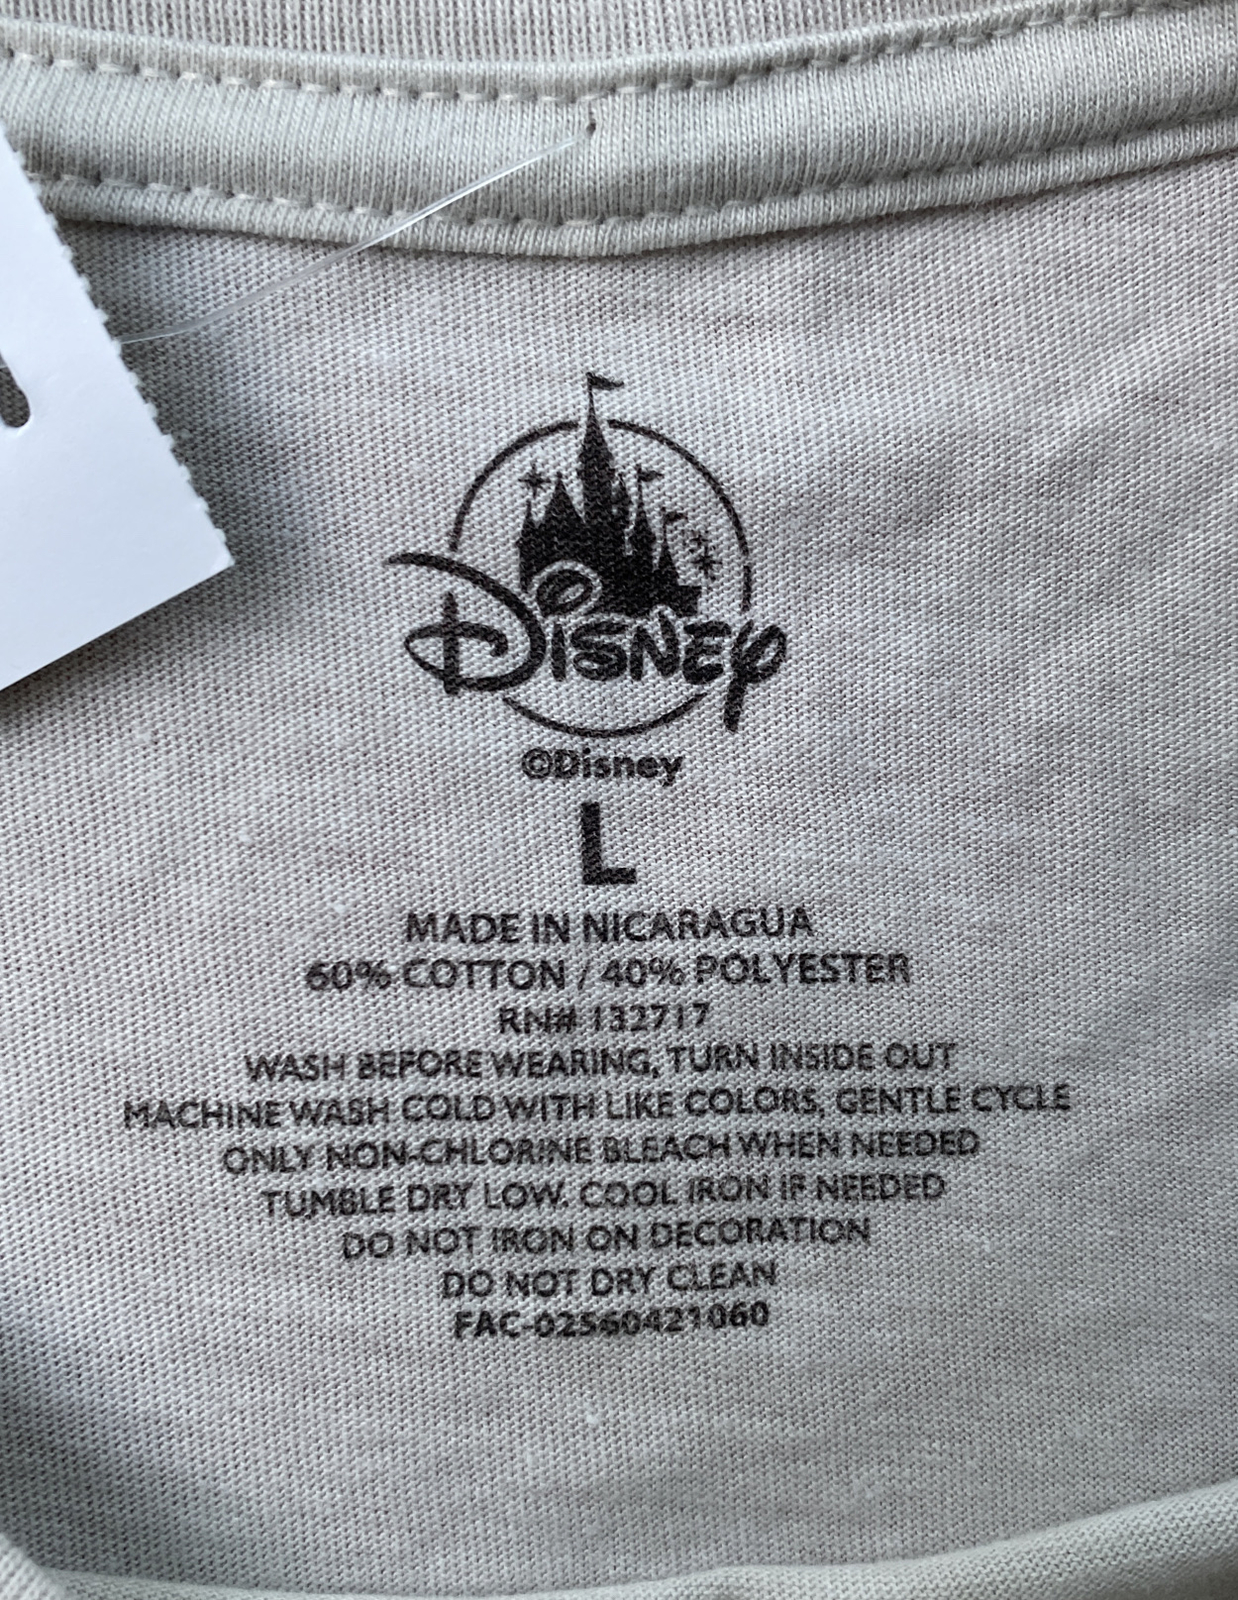 Disney
©Disney
L
MADE IN NICARAGUA
60% COTTON / 40% POLYESTER
RN# 132717
WASH BEFORE WEARING, TURN INSIDE OUT
MACHINE WASH COLD WITH LIKE COLORS, GENTLE CYCLE
ONLY NON-CHLORINE BLEACH WHEN NEEDED
TUMBLE DRY LOW. COOL IRON IF NEEDED
DO NOT IRON ON DECORATION
DO NOT DRY CLEAN
FAC-02560421060